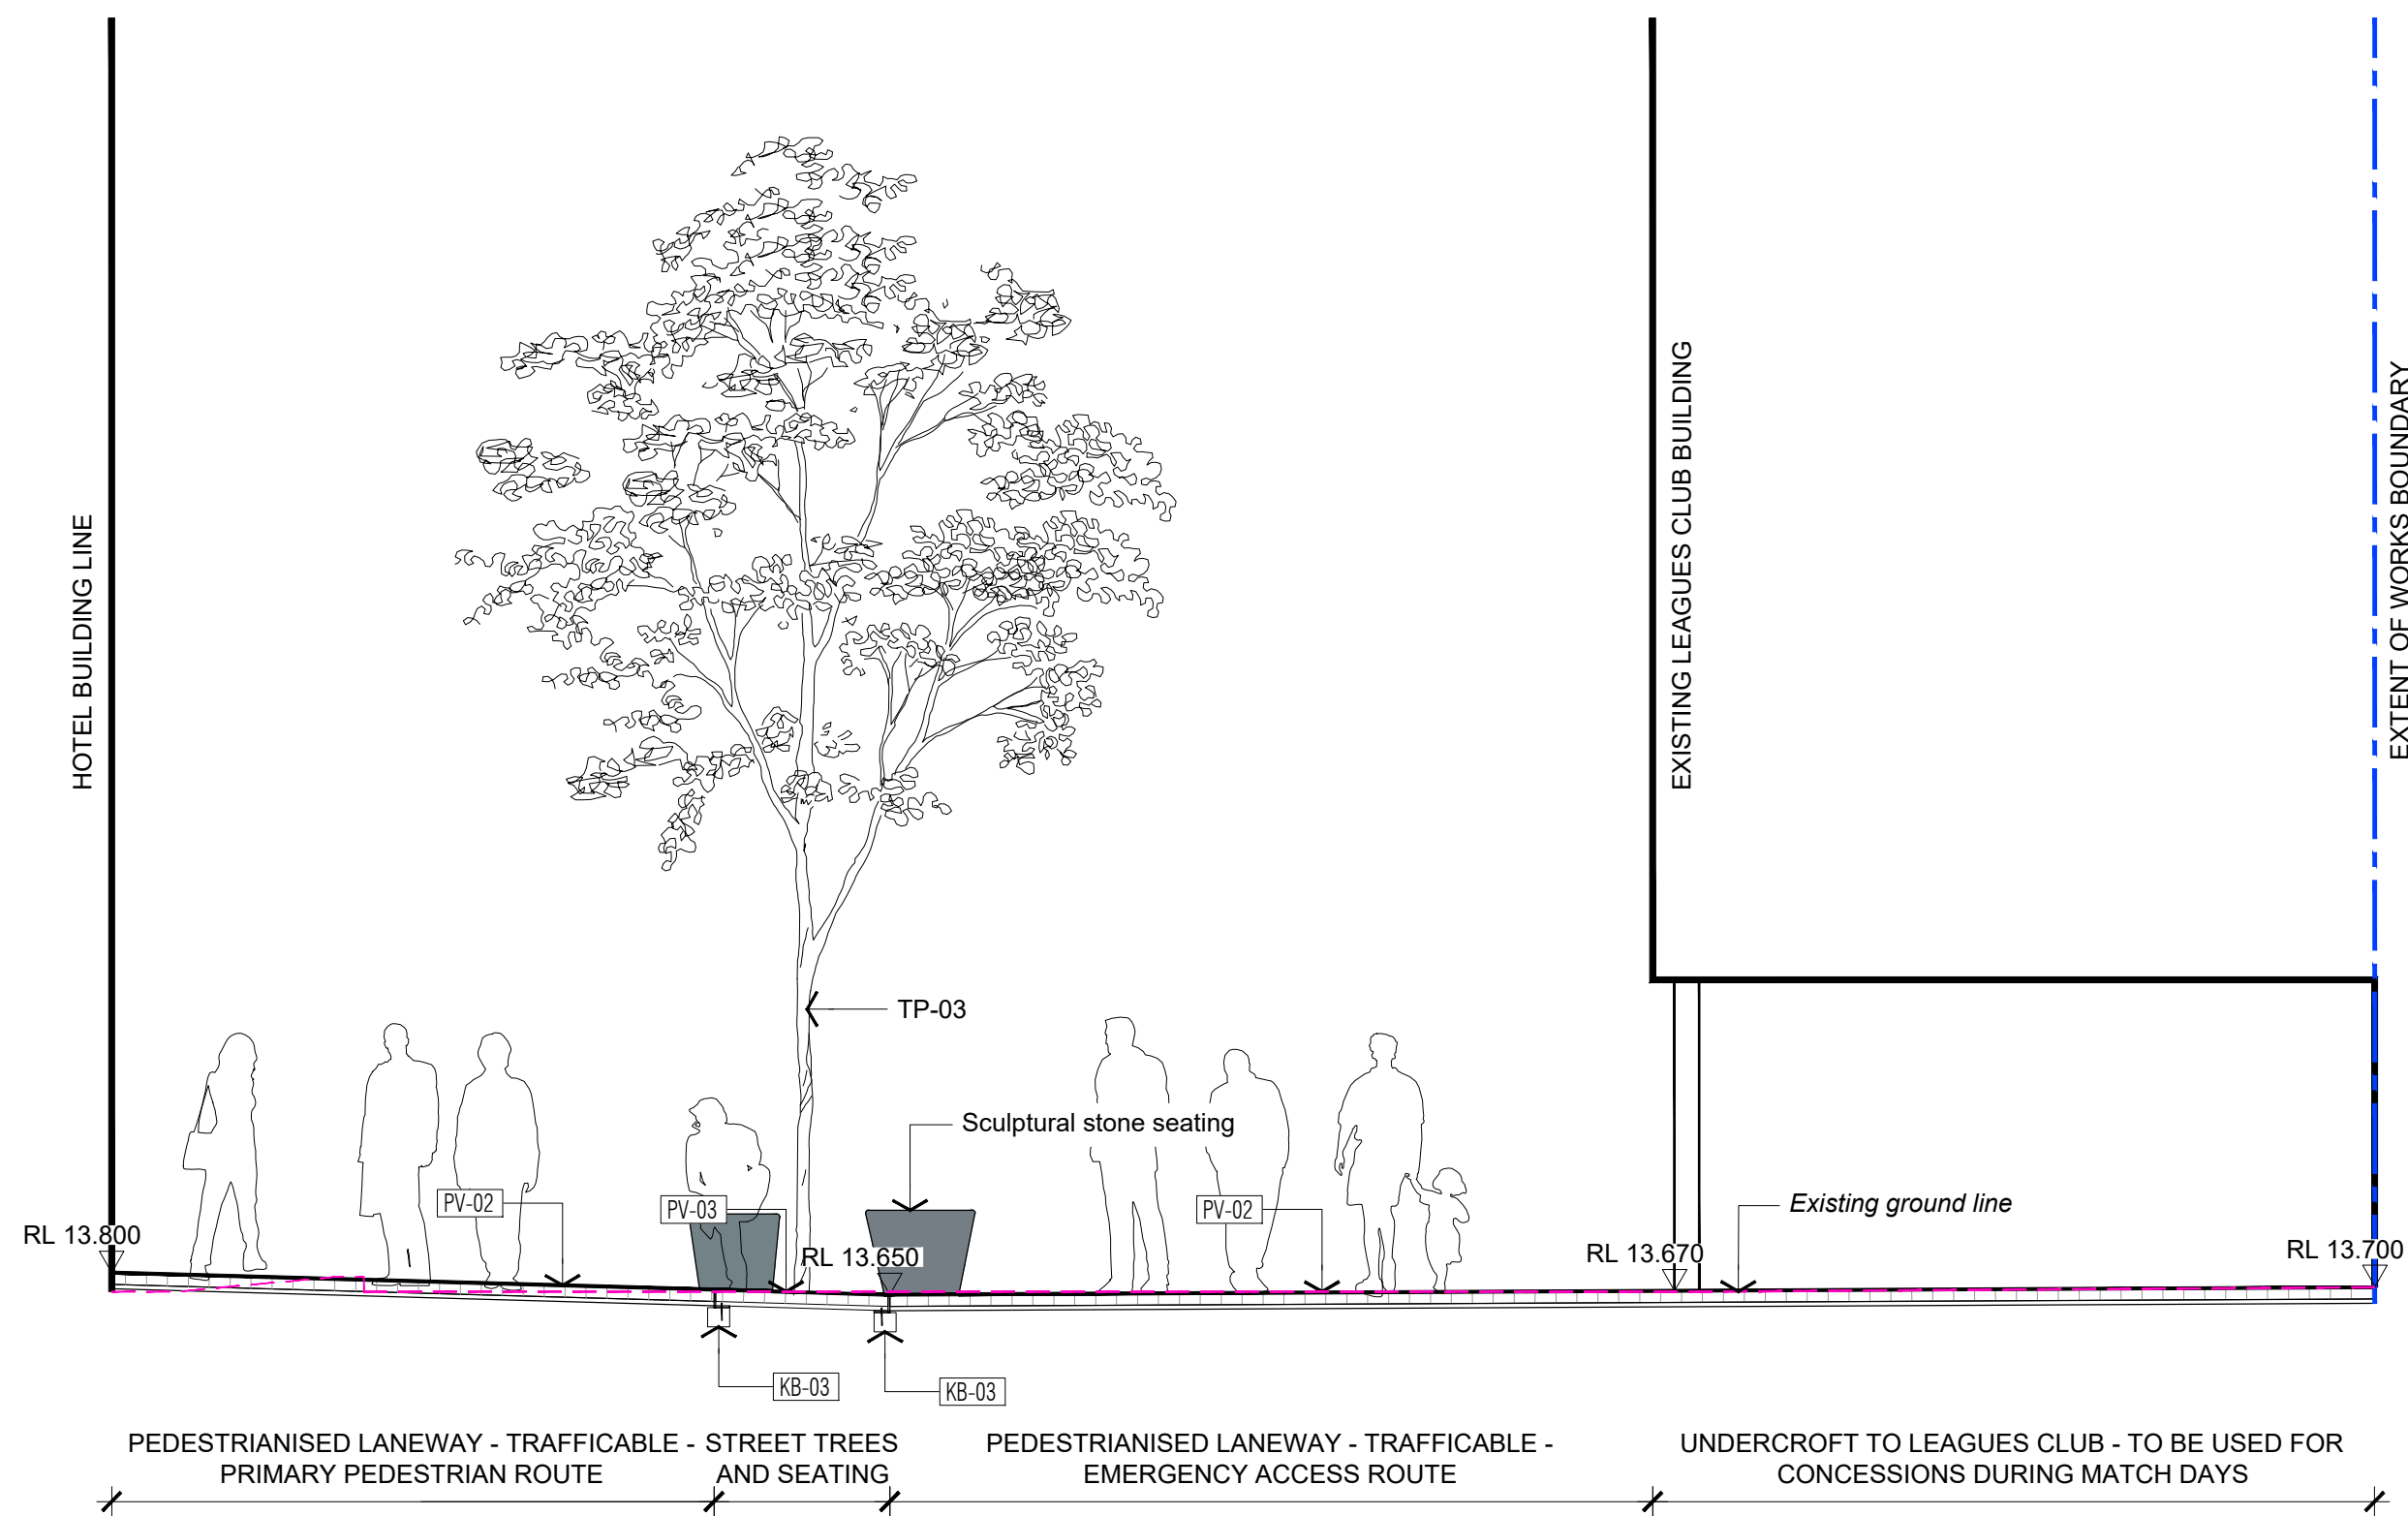 HOTEL BUILDING LINE
EXISTING LEAGUES CLUB BUILDING
EXTENT OF WORKS BOUNDARY
TP-03
Sculptural stone seating
PV-02
PV-03
PV-02
Existing ground line
RL 13.800
RL 13.650
RL 13.670
RL 13.700
KB-03
KB-03
PEDESTRIANISED LANEWAY - TRAFFICABLE -
PRIMARY PEDESTRIAN ROUTE
STREET TREES
AND SEATING
PEDESTRIANISED LANEWAY - TRAFFICABLE -
EMERGENCY ACCESS ROUTE
UNDERCROFT TO LEAGUES CLUB - TO BE USED FOR
CONCESSIONS DURING MATCH DAYS